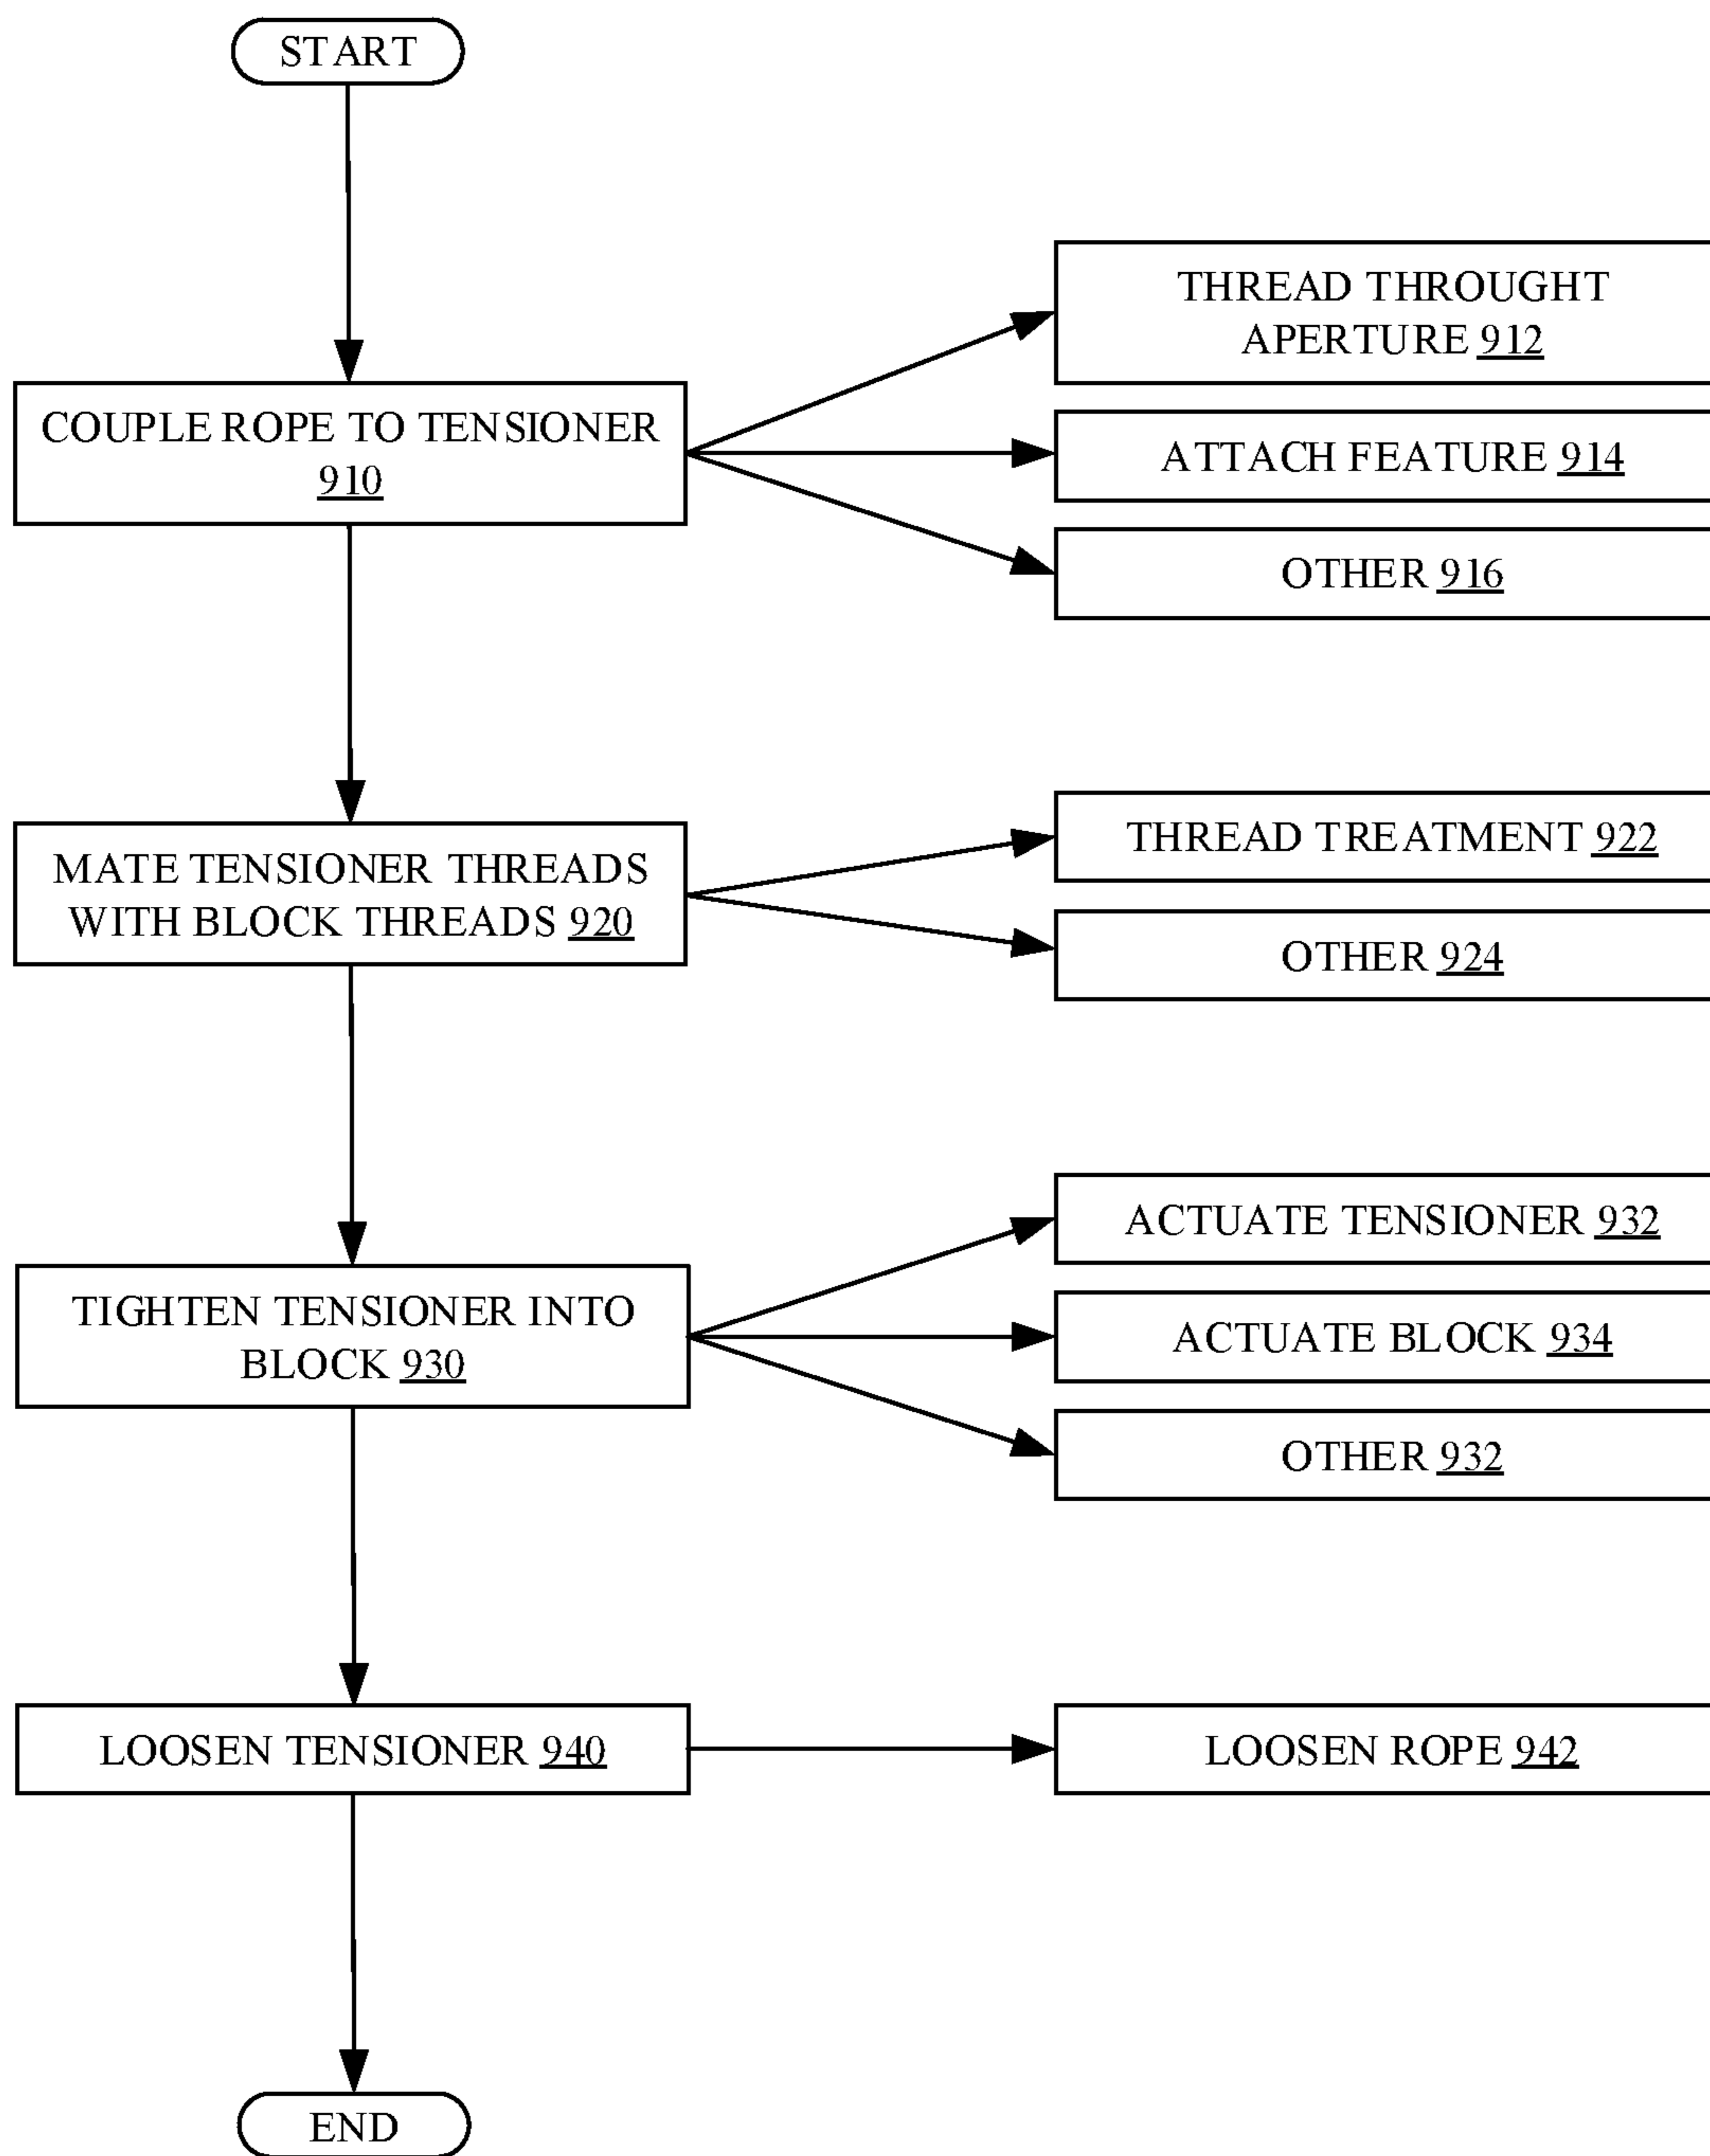 START
THREAD THROUGHT
APERTURE 912
COUPLE ROPE TO TENSIONER
910
ATTACH FEATURE 914
OTHER 916
MATE TENSIONER THREADS
WITH BLOCK THREADS 920
THREAD TREATMENT 922
OTHER 924
TIGHTEN TENSIONER INTO
BLOCK 930
ACTUATE TENSIONER 932
ACTUATE BLOCK 934
OTHER 932
LOOSEN TENSIONER 940
LOOSEN ROPE 942
END